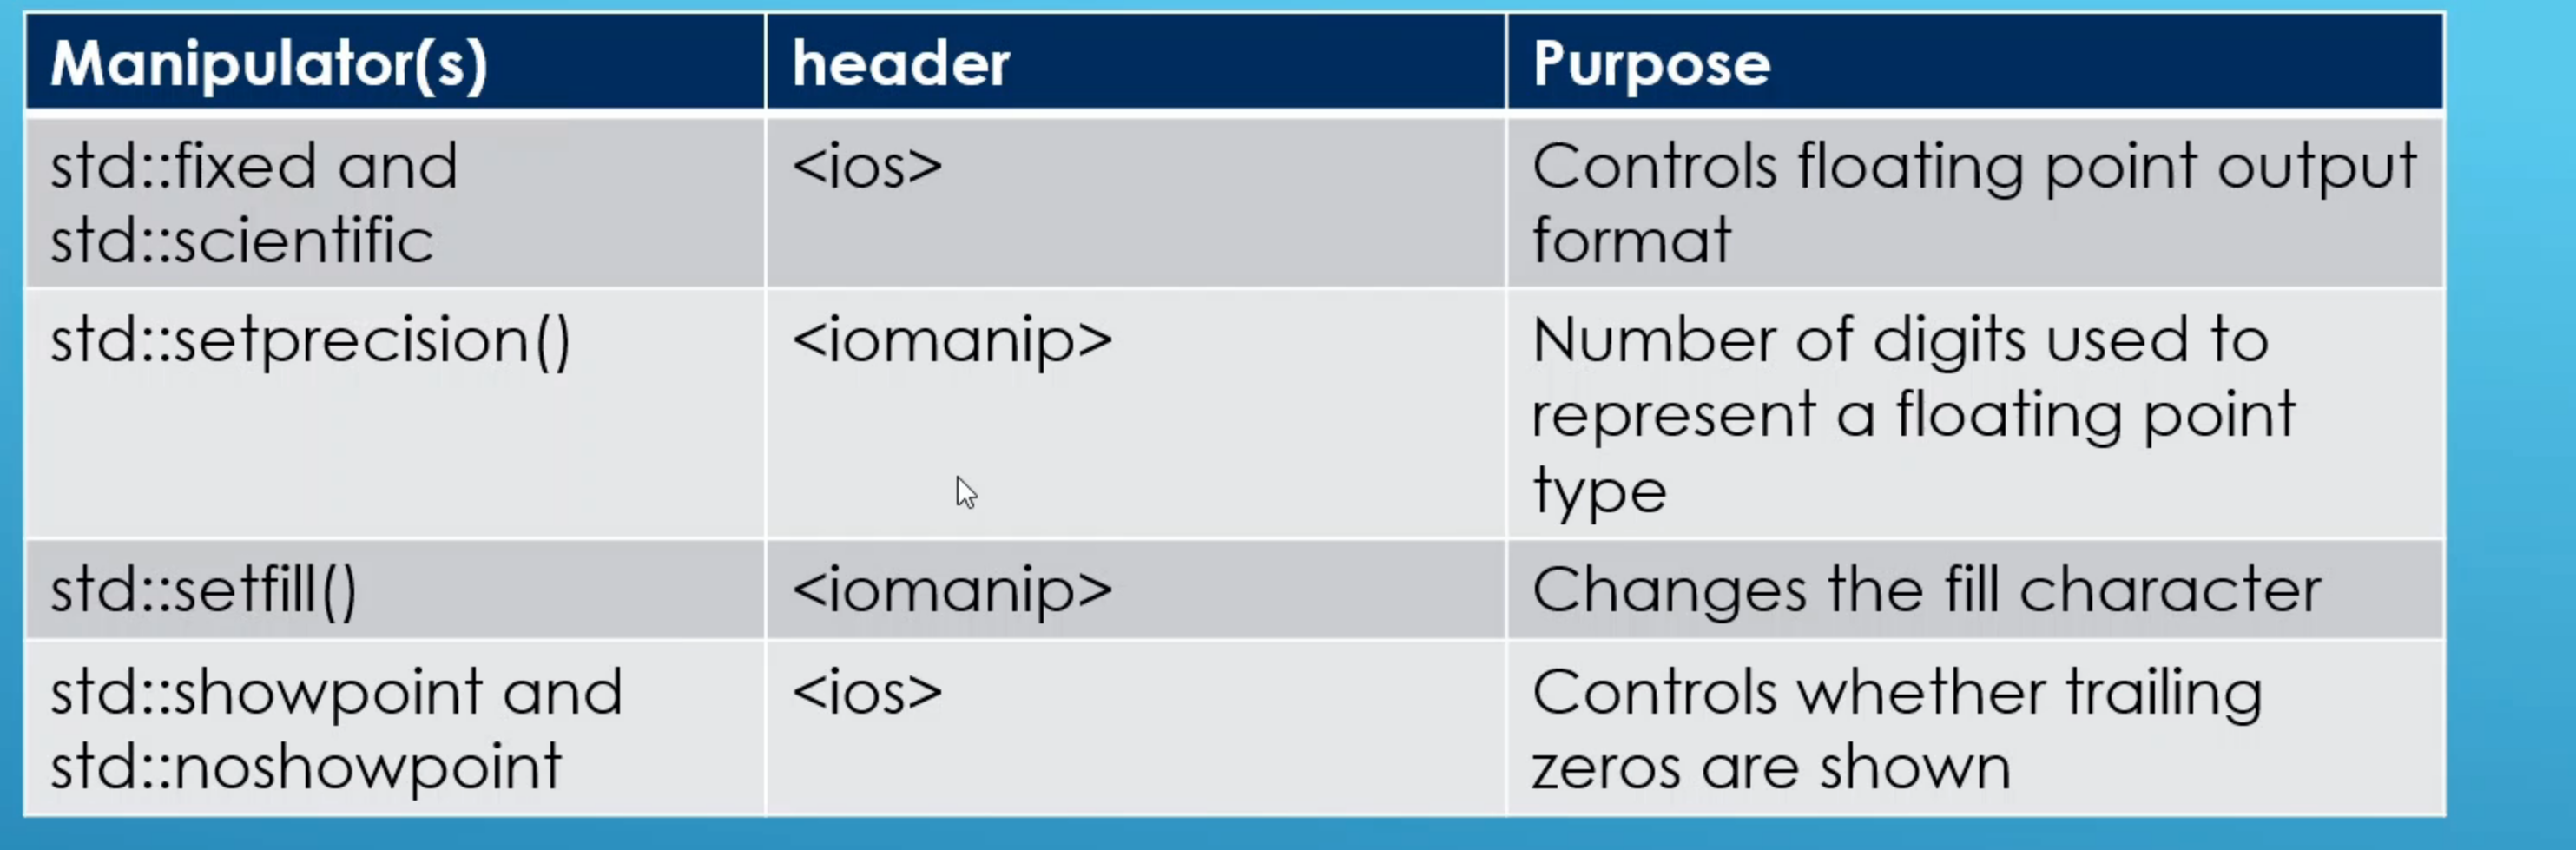 Manipulator(s)
header
Purpose
std::fixed and
std::scientific
<ios>
Controls floating point output
format
std::setprecision()
<iomanip>
Number of digits used to
represent a floating point
type
std::setfill()
<iomanip>
Changes the fill character
std::showpoint and
std::noshowpoint
<ios>
Controls whether trailing
zeros are shown